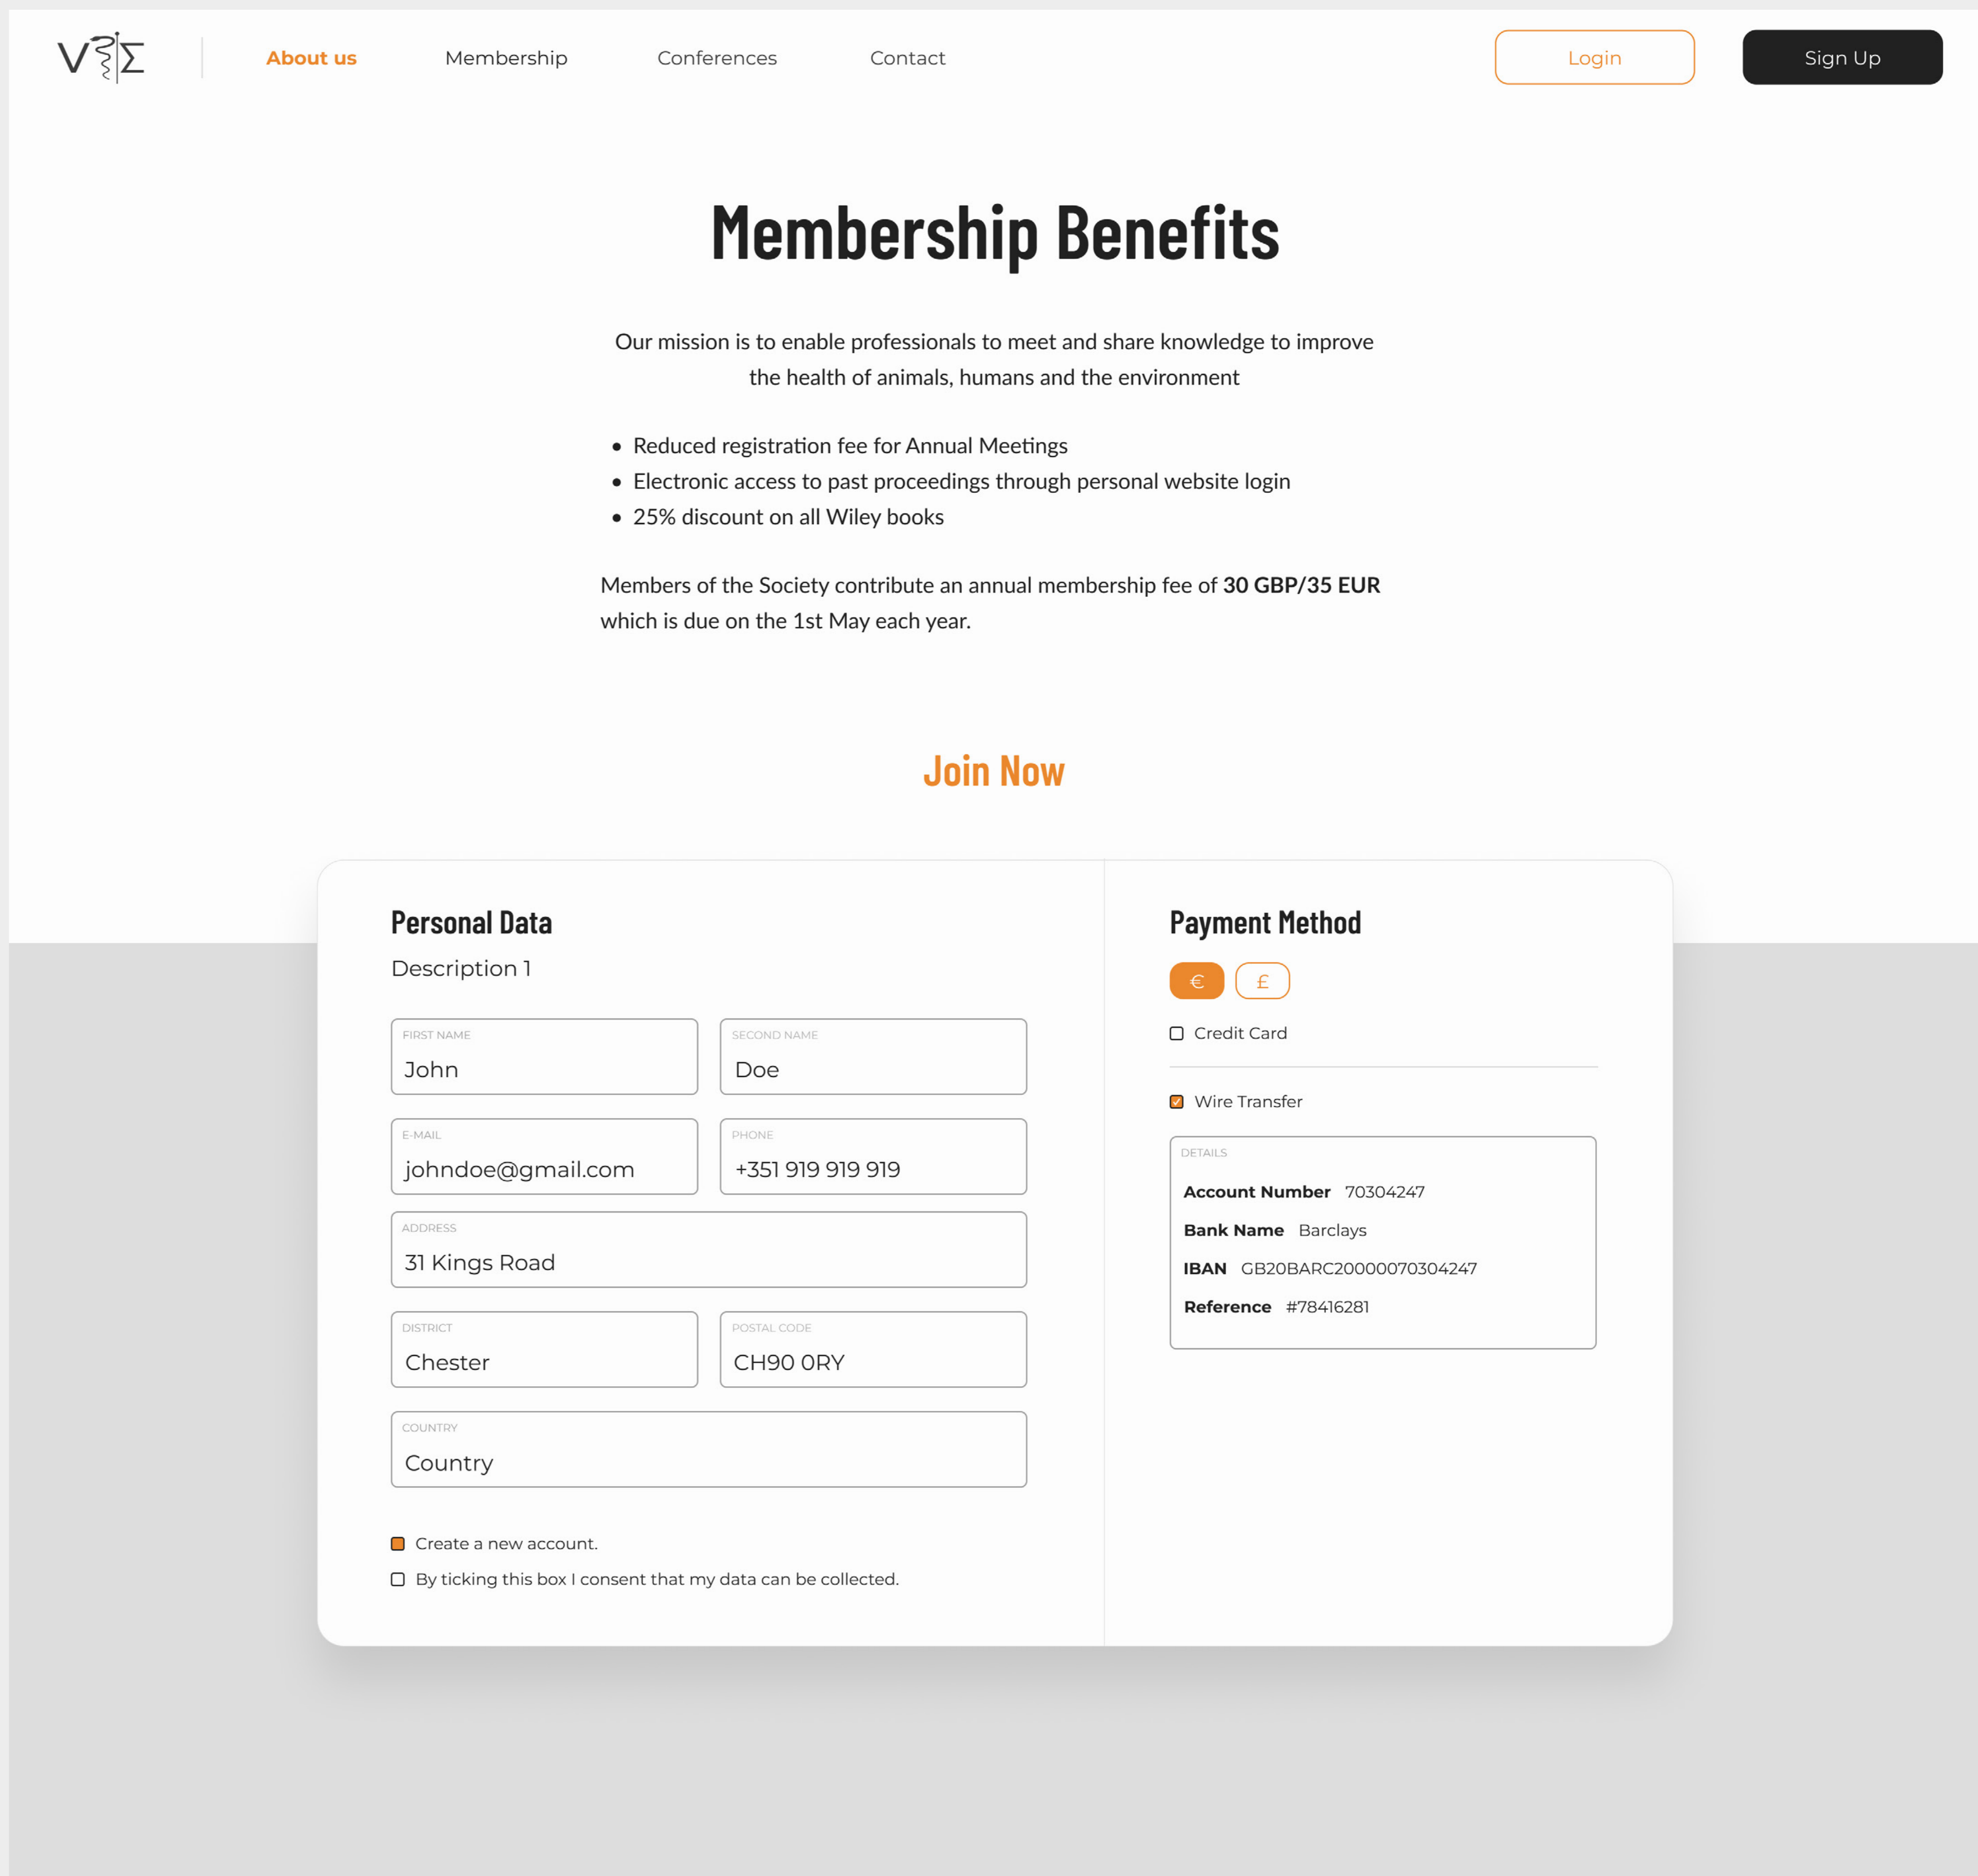 VΣ
About us Membership Conferences Contact Login Sign Up
Membership Benefits
Our mission is to enable professionals to meet and share knowledge to improve
the health of animals, humans and the environment
• Reduced registration fee for Annual Meetings
• Electronic access to past proceedings through personal website login
• 25% discount on all Wiley books
Members of the Society contribute an annual membership fee of 30 GBP/35 EUR
which is due on the 1st May each year.
Join Now
Personal Data
Description 1
FIRST NAME
John
SECOND NAME
Doe
E-MAIL
johndoe@gmail.com
PHONE
+351 919 919 919
ADDRESS
31 Kings Road
DISTRICT
Chester
POSTAL CODE
CH90 0RY
COUNTRY
Country
Create a new account.
By ticking this box I consent that my data can be collected.
Payment Method
€ £
Credit Card
Wire Transfer
DETAILS
Account Number 70304247
Bank Name Barclays
IBAN GB20BARC20000070304247
Reference #78416281